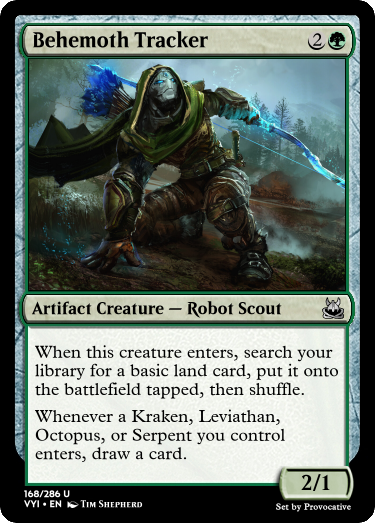 Behemoth Tracker 2
Artifact Creature — Robot Scout
When this creature enters, search your
library for a basic land card, put it onto
the battlefield tapped, then shuffle.
Whenever a Kraken, Leviathan,
Octopus, or Serpent you control
enters, draw a card.
2/1
168/286 U
VYI • EN Tim Shepherd
Set by Provocative